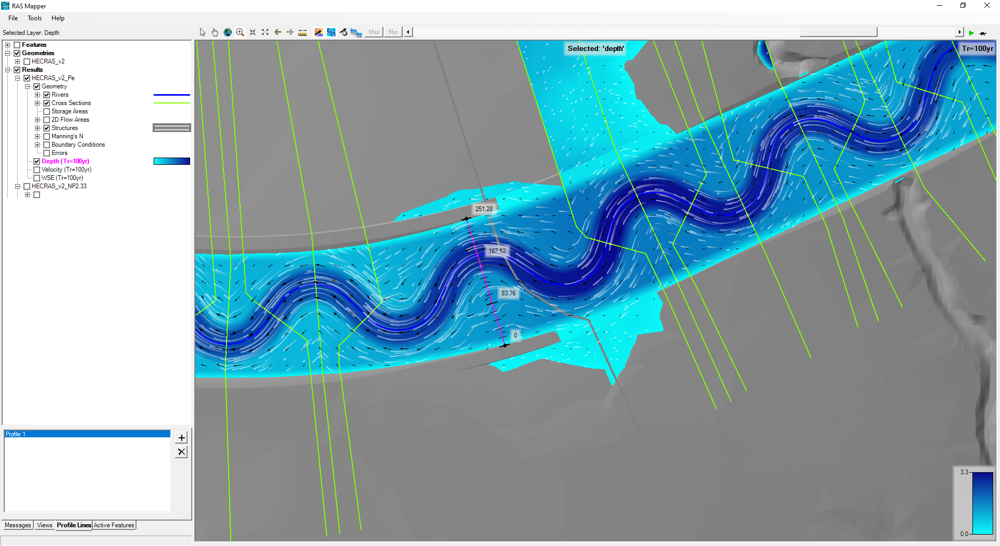 RAS Mapper
File Tools Help
Selected Layer: Depth
Max Min
Features
Geometries
HECRAS_v2
Results
HECRAS_v2_Pe
Geometry
Rivers
Cross Sections
Storage Areas
2D Flow Areas
Structures
Manning's N
Boundary Conditions
Errors
Depth (Tr=100yr)
Velocity (Tr=100yr)
WSE (Tr=100yr)
HECRAS_v2_NP2.33
Selected: 'depth'
Tr=100yr
251.28
167.52
83.76
0
Profile 1
Messages Views Profile Lines Active Features
3.3
0.0